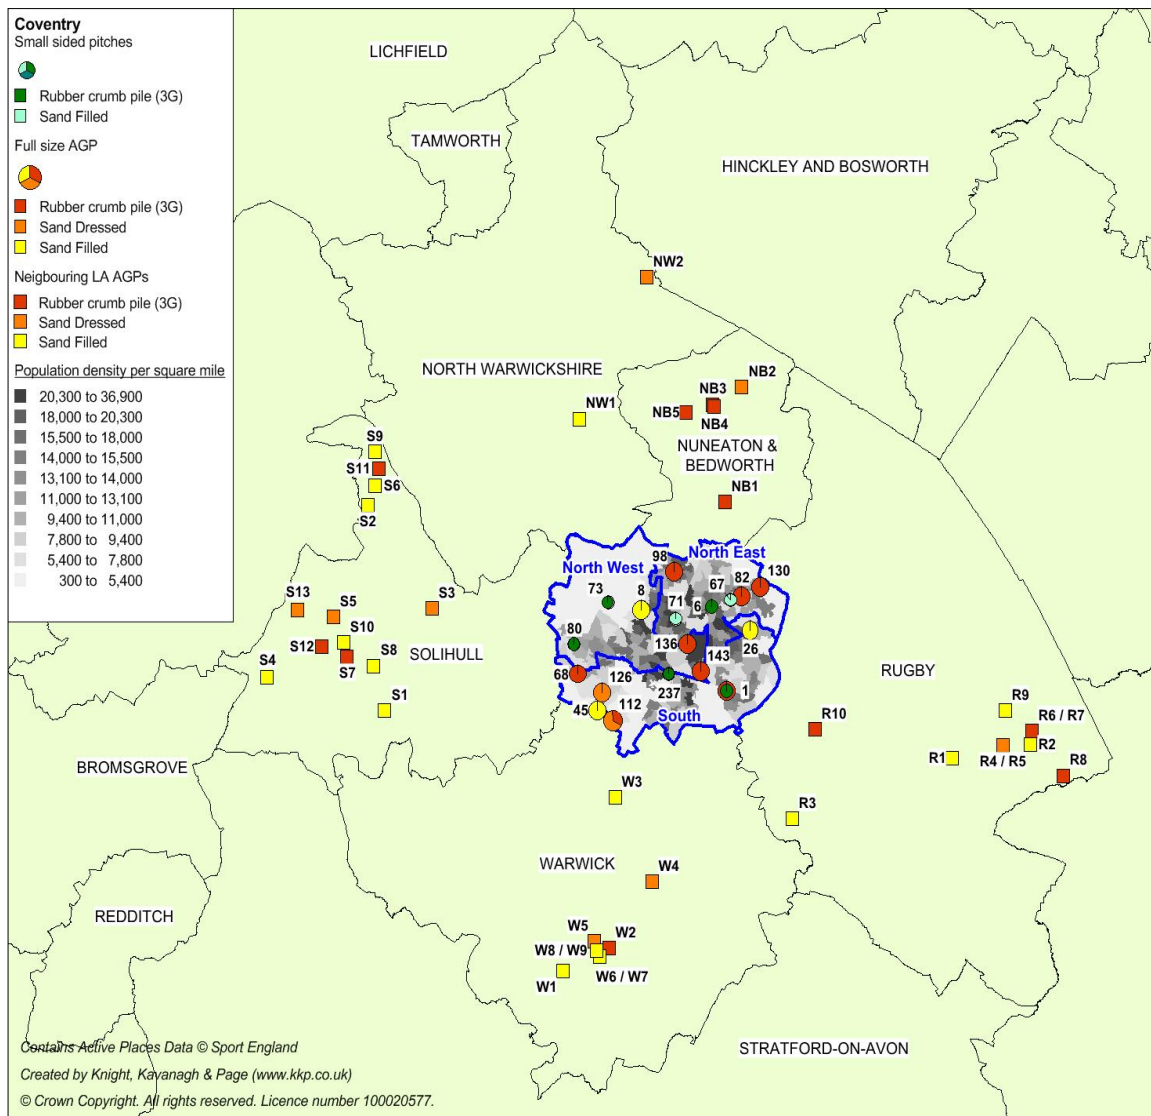 Coventry
Small sided pitches
Rubber crumb pile (3G)
Sand Filled
Full size AGP
Rubber crumb pile (3G)
Sand Dressed
Sand Filled
Neigbouring LA AGPs
Rubber crumb pile (3G)
Sand Dressed
Sand Filled
Population density per square mile
20,300 to 36,900
18,000 to 20,300
15,500 to 18,000
14,000 to 15,500
13,100 to 14,000
11,000 to 13,100
9,400 to 11,000
7,800 to 9,400
5,400 to 7,800
300 to 5,400
LICHFIELD
TAMWORTH
HINCKLEY AND BOSWORTH
NW2
NORTH WARWICKSHIRE
NB2
NB3
NB5
NW1
NB4
NUNEATON &
BEDWORTH
S9
S11
S6
NB1
S2
North East
98
North West
130
67
82
73
8
S13
S3
71
6
S5
80
S10
S12
136
26
SOLIHULL
S8
S7
143
RUGBY
S4
68
126
S1
237
1
45
112
South
R9
R10
R6 / R7
R2
R1
R4 / R5
BROMSGROVE
R8
W3
R3
WARWICK
W4
REDDITCH
W5
W2
W8 / W9
W6 / W7
W1
STRATFORD-ON-AVON
Contains Active Places Data © Sport England
Created by Knight, Kavanagh & Page (www.kkp.co.uk)
© Crown Copyright. All rights reserved. Licence number 100020577.